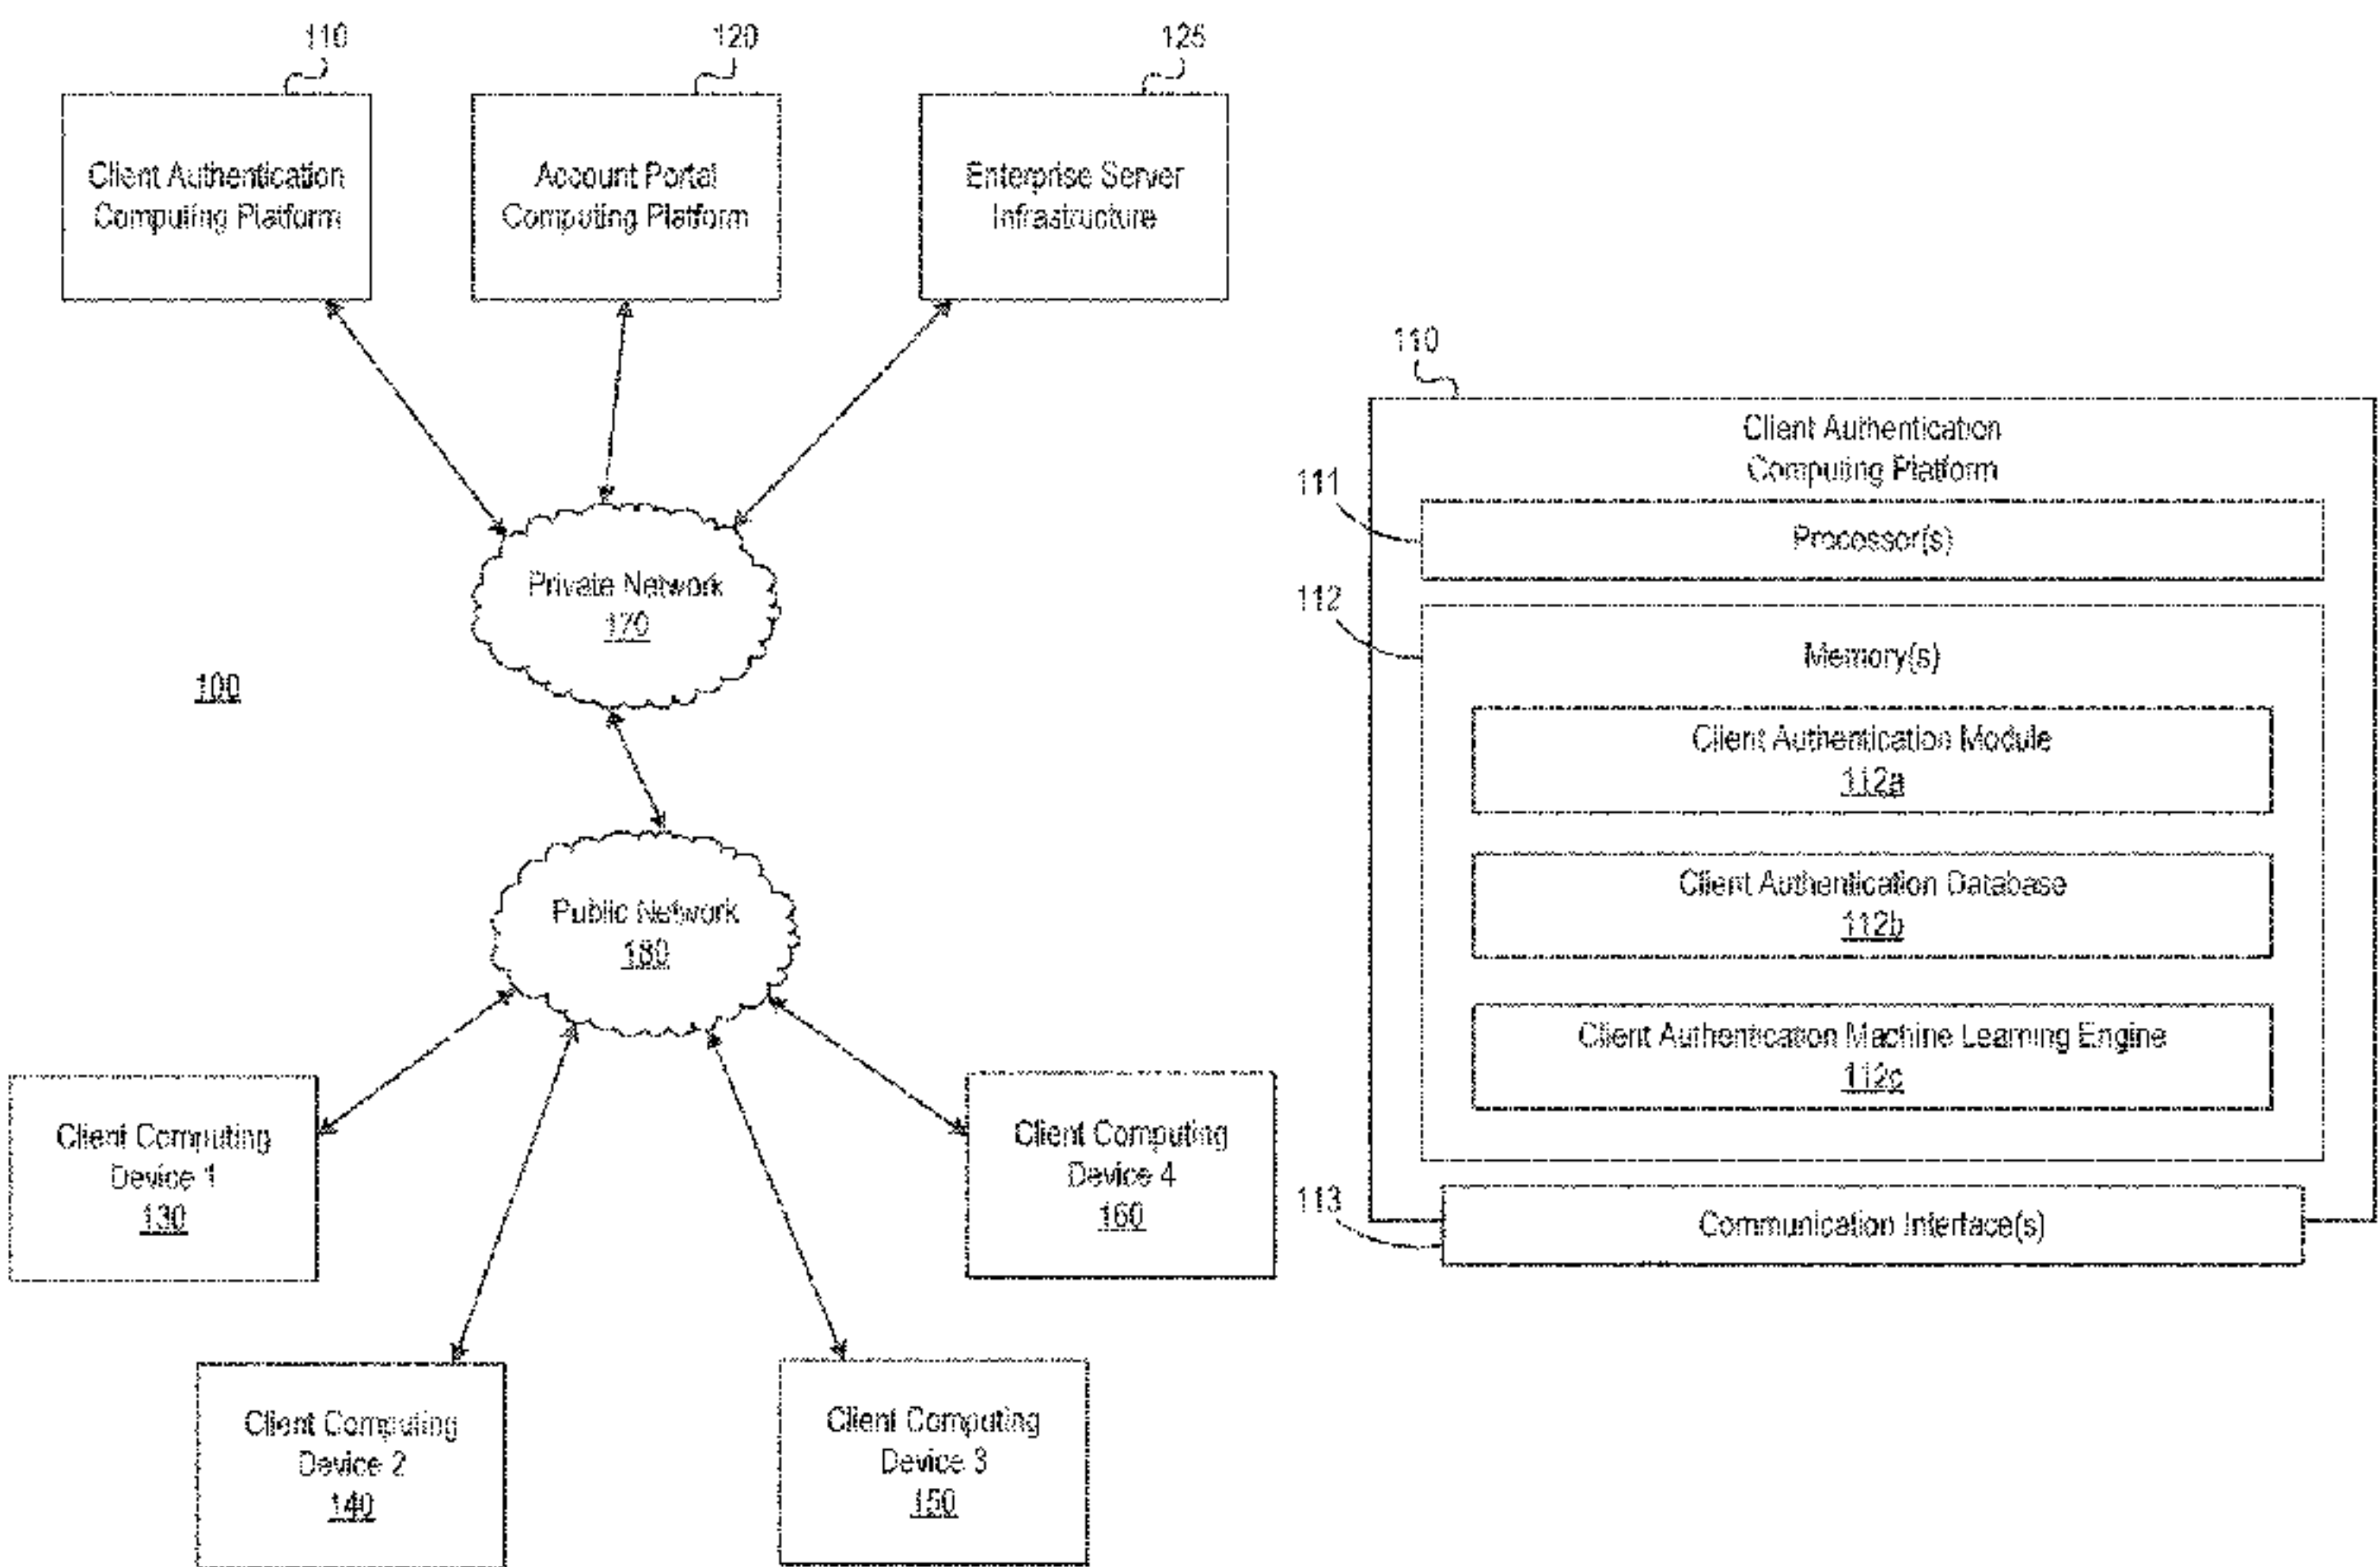 110
Client Authentication
Computing Platform
120
Account Portal
Computing Platform
125
Enterprise Server
Infrastructure
Private Network
170
100
Public Network
180
Client Computing
Device 1
130
Client Computing
Device 2
140
Client Computing
Device 3
150
Client Computing
Device 4
160
110
Client Authentication
Computing Platform
111
Processor(s)
112
Memory(s)
Client Authentication Module
112a
Client Authentication Database
112b
Client Authentication Machine Learning Engine
112c
113
Communication Interface(s)